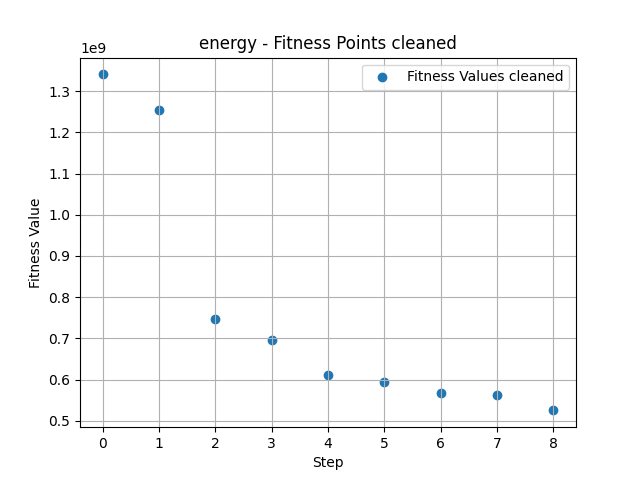 energy - Fitness Points cleaned
1e9
Fitness Values cleaned
Fitness Value
1.3
1.2
1.1
1.0
0.9
0.8
0.7
0.6
0.5
0 1 2 3 4 5 6 7 8
Step